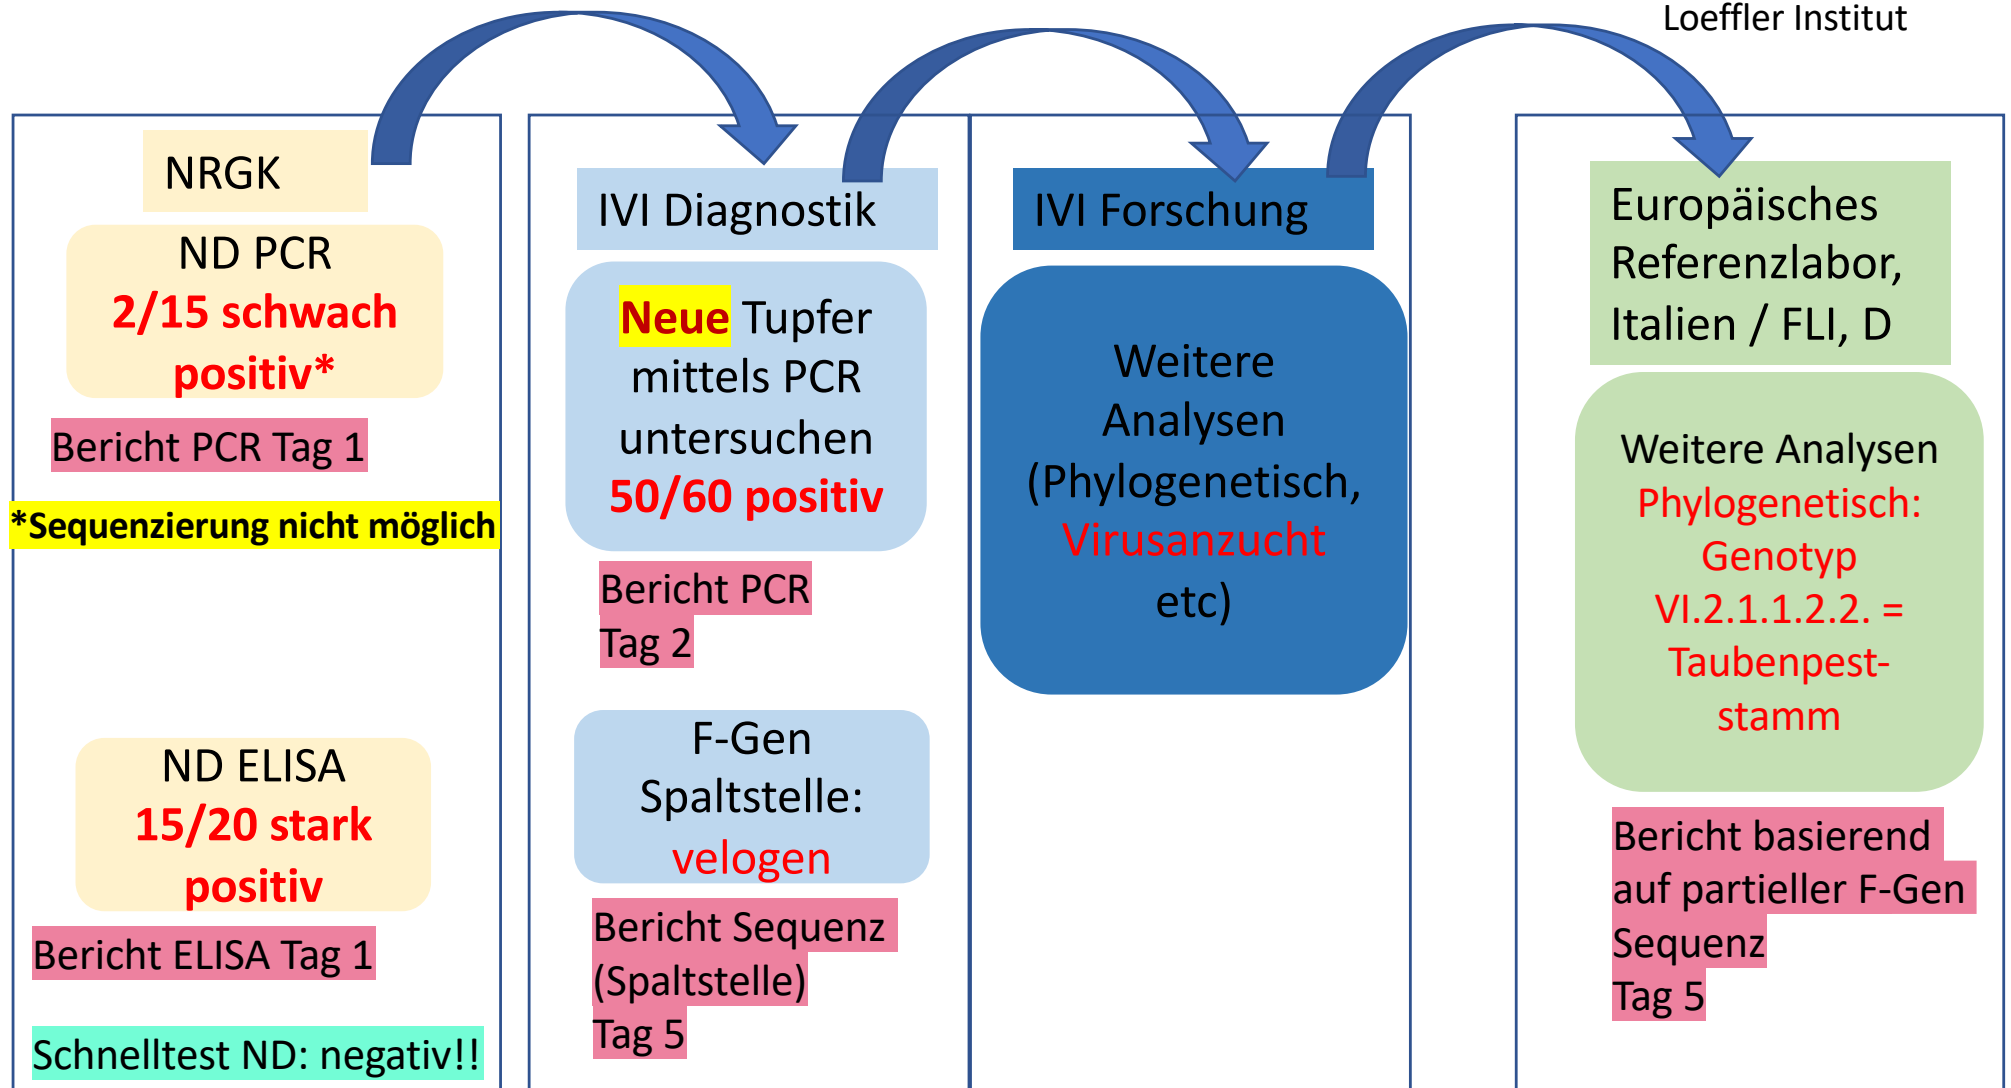 Loeffler Institut
NRGK
ND PCR
2/15 schwach
positiv*
Bericht PCR Tag 1
*Sequenzierung nicht möglich
ND ELISA
15/20 stark
positiv
Bericht ELISA Tag 1
Schnelltest ND: negativ!!
IVI Diagnostik
Neue Tupfer
mittels PCR
untersuchen
50/60 positiv
Bericht PCR
Tag 2
F-Gen
Spaltstelle:
velogen
Bericht Sequenz
(Spaltstelle)
Tag 5
IVI Forschung
Weitere
Analysen
(Phylogenetisch,
Virusanzucht
etc)
Europäisches
Referenzlabor,
Italien / FLI, D
Weitere Analysen
Phylogenetisch:
Genotyp
VI.2.1.1.2.2. =
Taubenpest-
stamm
Bericht basierend
auf partieller F-Gen
Sequenz
Tag 5